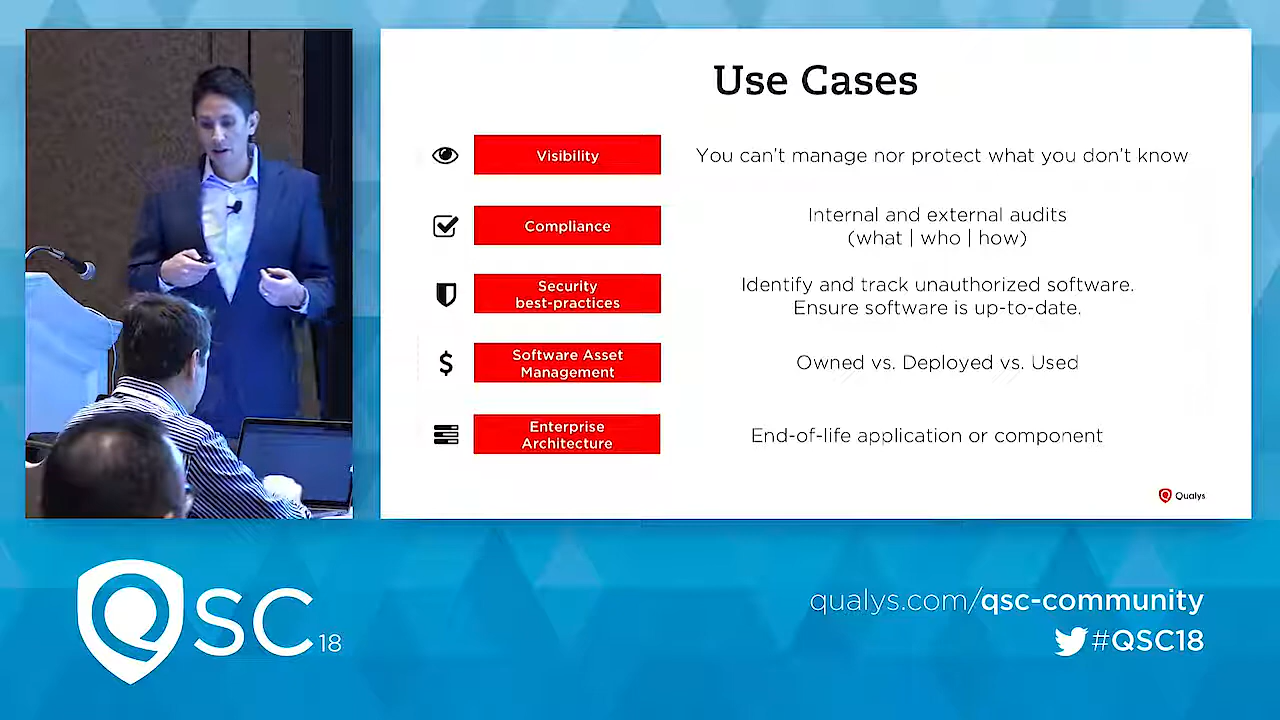 Use Cases
Visibility
You can't manage nor protect what you don't know
Compliance
Internal and external audits
(what | who | how)
Security
best-practices
Identify and track unauthorized software.
Ensure software is up-to-date.
Software Asset
Management
Owned vs. Deployed vs. Used
$
Enterprise
Architecture
End-of-life application or component
Qualys
QSC 18
qualys.com/qsc-community
#QSC18